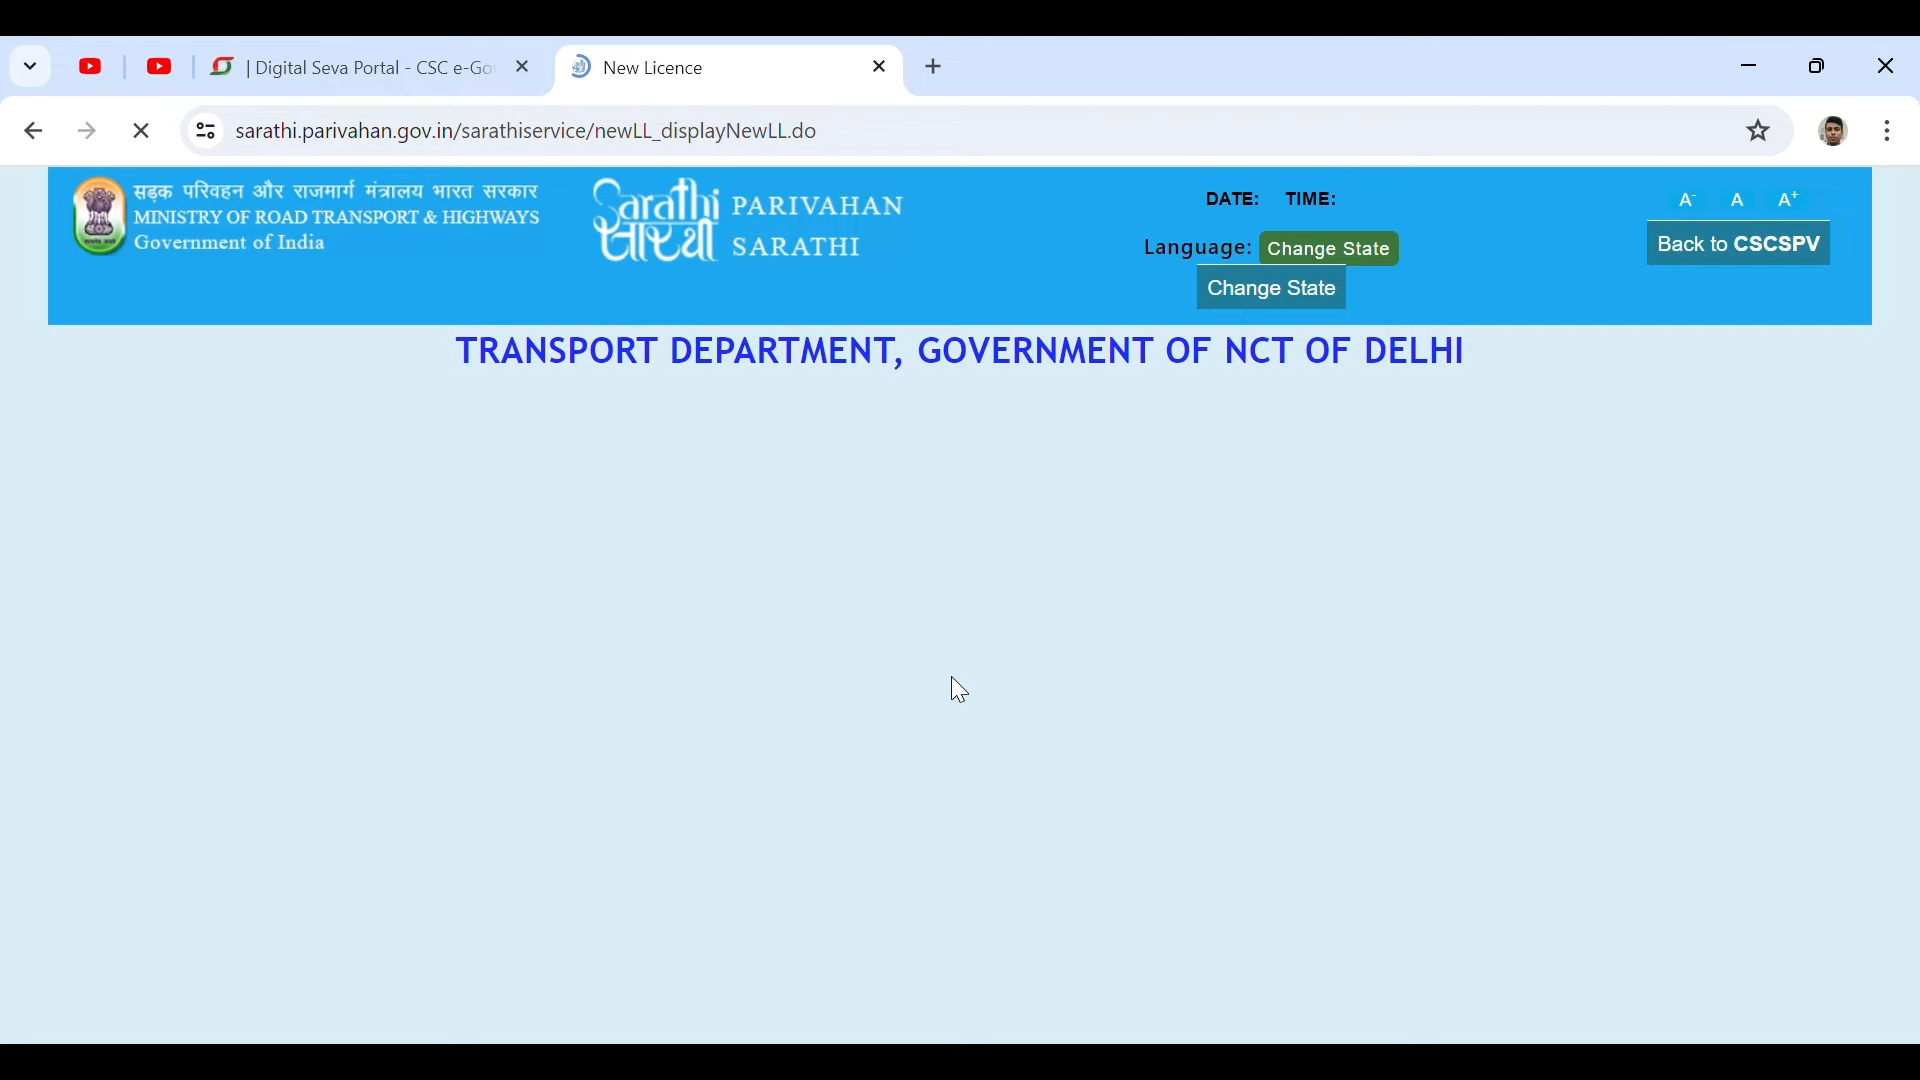 | Digital Seva Portal - CSC e-Go
New Licence
sarathi.parivahan.gov.in/sarathiservice/newLL_displayNewLL.do
सड़क परिवहन और राजमार्ग मंत्रालय भारत सरकार
MINISTRY OF ROAD TRANSPORT & HIGHWAYS
Government of India
Sarathi
सारथी
PARIVAHAN
SARATHI
DATE: TIME:
Language: Change State
Change State
A- A A+
Back to CSCSPV
TRANSPORT DEPARTMENT, GOVERNMENT OF NCT OF DELHI